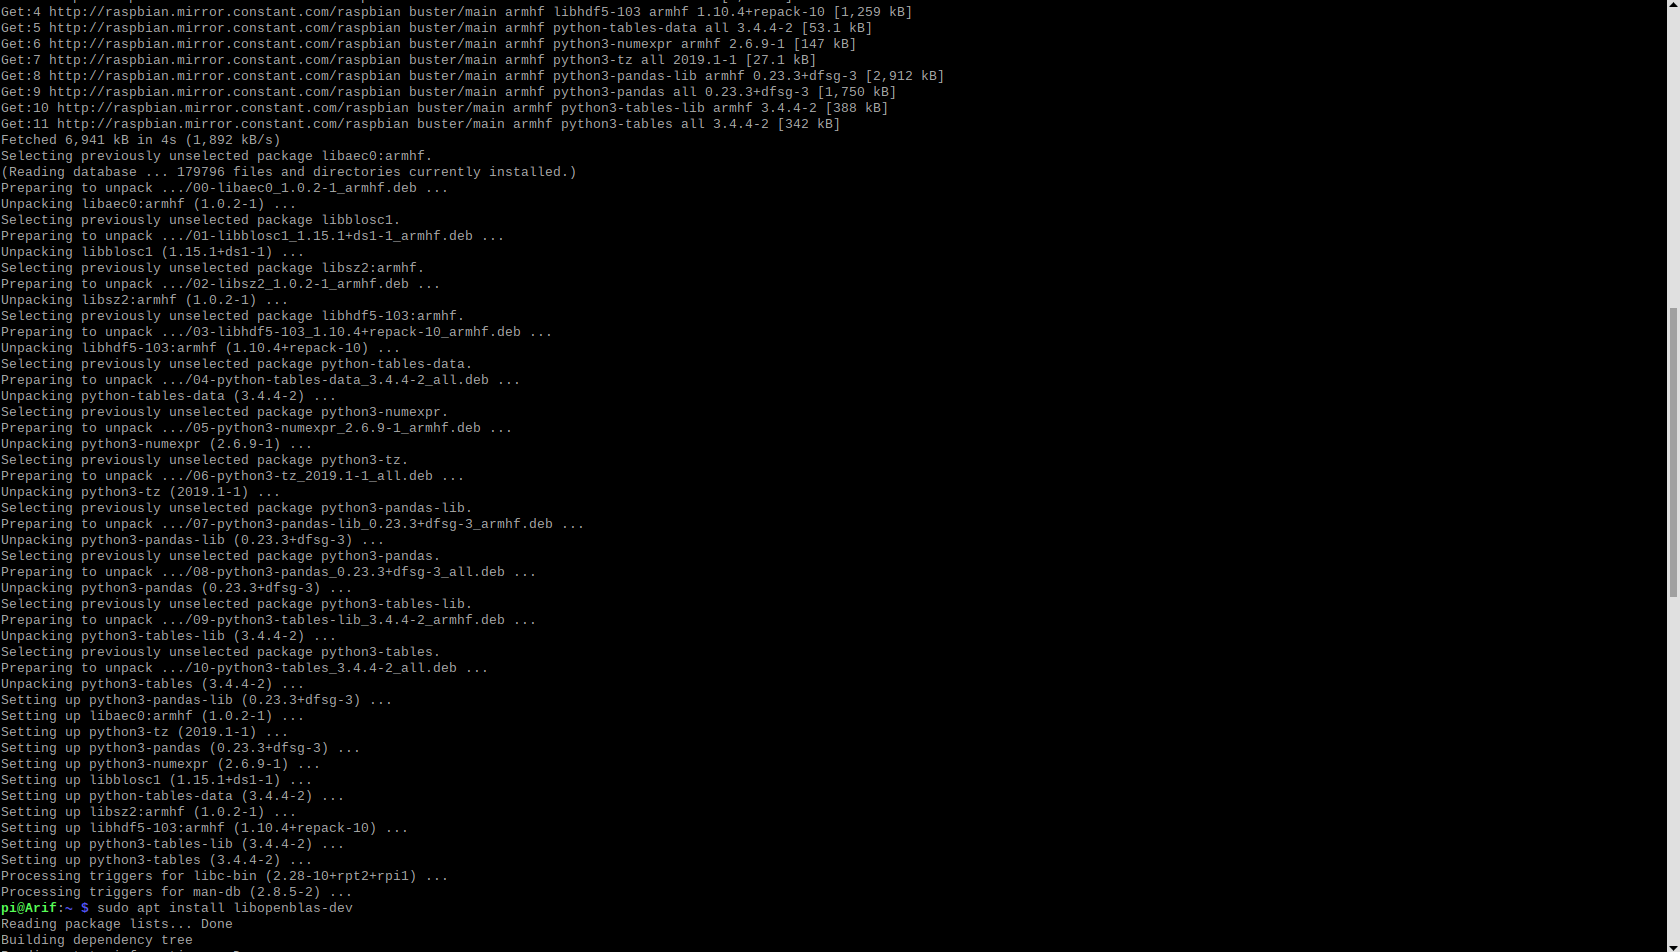 Get:4 http://raspbian.mirror.constant.com/raspbian buster/main armhf libhdf5-103 armhf 1.10.4+repack-10 [1,259 kB]
Get:5 http://raspbian.mirror.constant.com/raspbian buster/main armhf python-tables-data all 3.4.4-2 [53.1 kB]
Get:6 http://raspbian.mirror.constant.com/raspbian buster/main armhf python3-numexpr armhf 2.6.9-1 [147 kB]
Get:7 http://raspbian.mirror.constant.com/raspbian buster/main armhf python3-tz all 2019.1-1 [27.1 kB]
Get:8 http://raspbian.mirror.constant.com/raspbian buster/main armhf python3-pandas-lib armhf 0.23.3+dfsg-3 [2,912 kB]
Get:9 http://raspbian.mirror.constant.com/raspbian buster/main armhf python3-pandas all 0.23.3+dfsg-3 [1,750 kB]
Get:10 http://raspbian.mirror.constant.com/raspbian buster/main armhf python3-tables-lib armhf 3.4.4-2 [388 kB]
Get:11 http://raspbian.mirror.constant.com/raspbian buster/main armhf python3-tables all 3.4.4-2 [342 kB]
Fetched 6,941 kB in 4s (1,892 kB/s)
Selecting previously unselected package libaec0:armhf.
(Reading database ... 179796 files and directories currently installed.)
Preparing to unpack .../00-libaec0_1.0.2-1_armhf.deb ...
Unpacking libaec0:armhf (1.0.2-1) ...
Selecting previously unselected package libblosc1.
Preparing to unpack .../01-libblosc1_1.15.1+ds1-1_armhf.deb ...
Unpacking libblosc1 (1.15.1+ds1-1) ...
Selecting previously unselected package libsz2:armhf.
Preparing to unpack .../02-libsz2_1.0.2-1_armhf.deb ...
Unpacking libsz2:armhf (1.0.2-1) ...
Selecting previously unselected package libhdf5-103:armhf.
Preparing to unpack .../03-libhdf5-103_1.10.4+repack-10_armhf.deb ...
Unpacking libhdf5-103:armhf (1.10.4+repack-10) ...
Selecting previously unselected package python-tables-data.
Preparing to unpack .../04-python-tables-data_3.4.4-2_all.deb ...
Unpacking python-tables-data (3.4.4-2) ...
Selecting previously unselected package python3-numexpr.
Preparing to unpack .../05-python3-numexpr_2.6.9-1_armhf.deb ...
Unpacking python3-numexpr (2.6.9-1) ...
Selecting previously unselected package python3-tz.
Preparing to unpack .../06-python3-tz_2019.1-1_all.deb ...
Unpacking python3-tz (2019.1-1) ...
Selecting previously unselected package python3-pandas-lib.
Preparing to unpack .../07-python3-pandas-lib_0.23.3+dfsg-3_armhf.deb ...
Unpacking python3-pandas-lib (0.23.3+dfsg-3) ...
Selecting previously unselected package python3-pandas.
Preparing to unpack .../08-python3-pandas_0.23.3+dfsg-3_all.deb ...
Unpacking python3-pandas (0.23.3+dfsg-3) ...
Selecting previously unselected package python3-tables-lib.
Preparing to unpack .../09-python3-tables-lib_3.4.4-2_armhf.deb ...
Unpacking python3-tables-lib (3.4.4-2) ...
Selecting previously unselected package python3-tables.
Preparing to unpack .../10-python3-tables_3.4.4-2_all.deb ...
Unpacking python3-tables (3.4.4-2) ...
Setting up python3-pandas-lib (0.23.3+dfsg-3) ...
Setting up libaec0:armhf (1.0.2-1) ...
Setting up python3-tz (2019.1-1) ...
Setting up python3-pandas (0.23.3+dfsg-3) ...
Setting up python3-numexpr (2.6.9-1) ...
Setting up libblosc1 (1.15.1+ds1-1) ...
Setting up python-tables-data (3.4.4-2) ...
Setting up libsz2:armhf (1.0.2-1) ...
Setting up libhdf5-103:armhf (1.10.4+repack-10) ...
Setting up python3-tables-lib (3.4.4-2) ...
Setting up python3-tables (3.4.4-2) ...
Processing triggers for libc-bin (2.28-10+rpt2+rpi1) ...
Processing triggers for man-db (2.8.5-2) ...
pi@Arif:~ $ sudo apt install libopenblas-dev
Reading package lists... Done
Building dependency tree